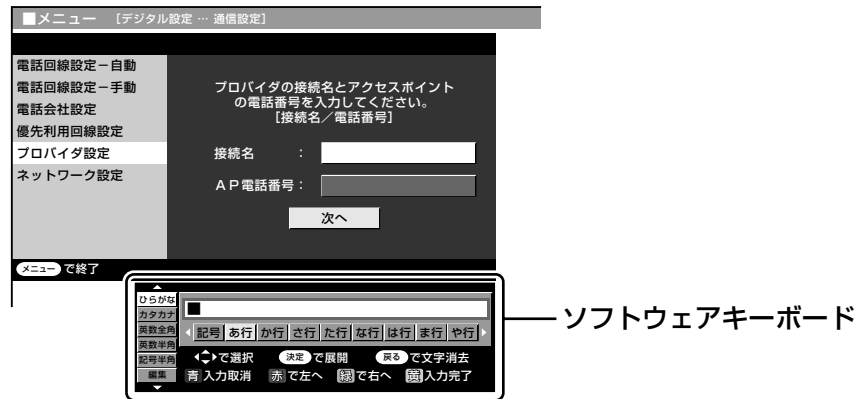 ■メニュー [デジタル設定 … 通信設定]
電話回線設定－自動
電話回線設定－手動
電話会社設定
優先利用回線設定
プロバイダ設定
ネットワーク設定
プロバイダの接続名とアクセスポイント
の電話番号を入力してください。
[接続名／電話番号]
接続名 :
ＡＰ電話番号 :
次へ
メニュー で終了
ひらがな
カタカナ
英数全角
英数半角
記号半角
編集
記号 あ行 か行 さ行 た行 な行 は行 ま行 や行
で選択 決定 で展開 戻る で文字消去
青 入力取消 赤 で左へ 緑 で右へ 黄 入力完了
ソフトウェアキーボード